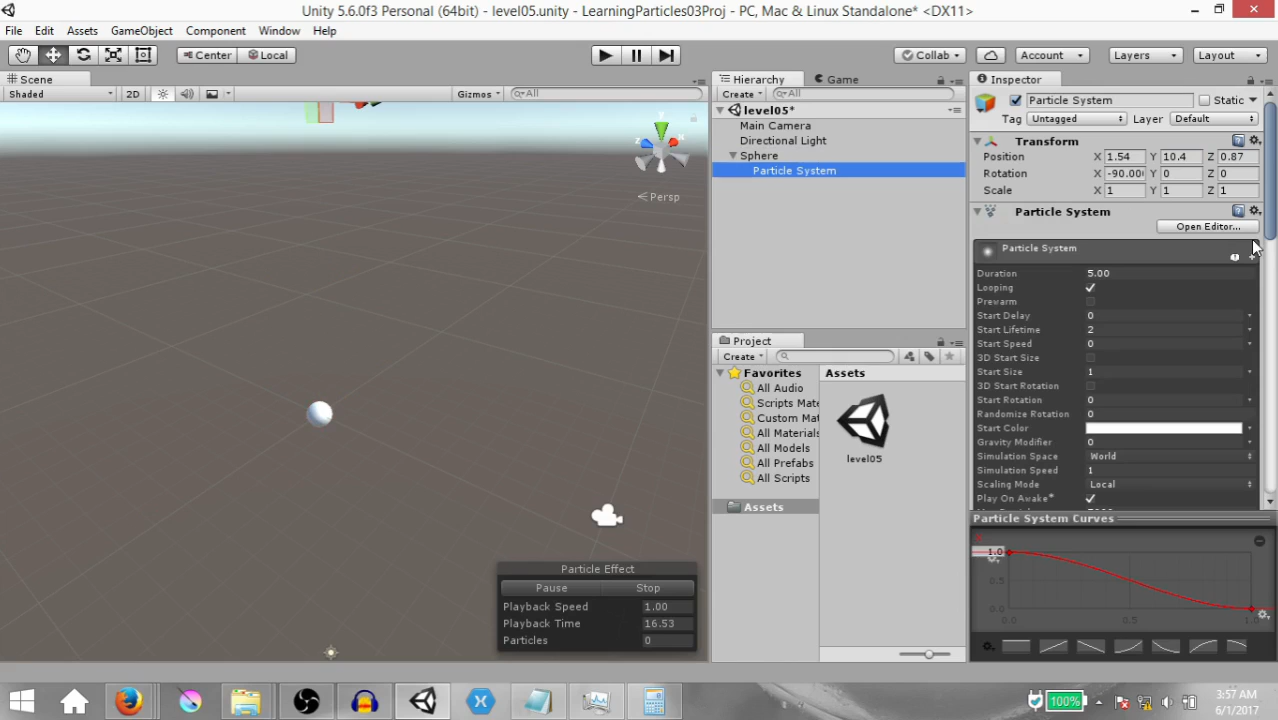 Unity 5.6.0f3 Personal (64bit) - level05.unity - LearningParticles03Proj - PC, Mac & Linux Standalone* <DX11>
File Edit Assets GameObject Component Window Help
Center Local Collab Account Layers Layout
Scene
Shaded 2D Gizmos All
Persp
Particle Effect
Pause Stop
Playback Speed 1.00
Playback Time 16.53
Particles 0
Hierarchy Game
Create All
level05*
Main Camera
Directional Light
Sphere
Particle System
Project
Create
Favorites
All Audio
Scripts Mate
Custom Mat
All Materials
All Models
All Prefabs
All Scripts
Assets
Assets
level05
Inspector
Particle System Static
Tag Untagged Layer Default
Transform
Position X 1.54 Y 10.4 Z 0.87
Rotation X -90.00 Y 0 Z 0
Scale X 1 Y 1 Z 1
Particle System
Open Editor...
Particle System
Duration 5.00
Looping
Prewarm
Start Delay 0
Start Lifetime 2
Start Speed 0
3D Start Size
Start Size 1
3D Start Rotation
Start Rotation 0
Randomize Rotation 0
Start Color
Gravity Modifier 0
Simulation Space World
Simulation Speed 1
Scaling Mode Local
Play On Awake*
Particle System Curves
1.0
0.5
0.0
0.0 0.5 1.0
100% 3:57 AM
6/1/2017